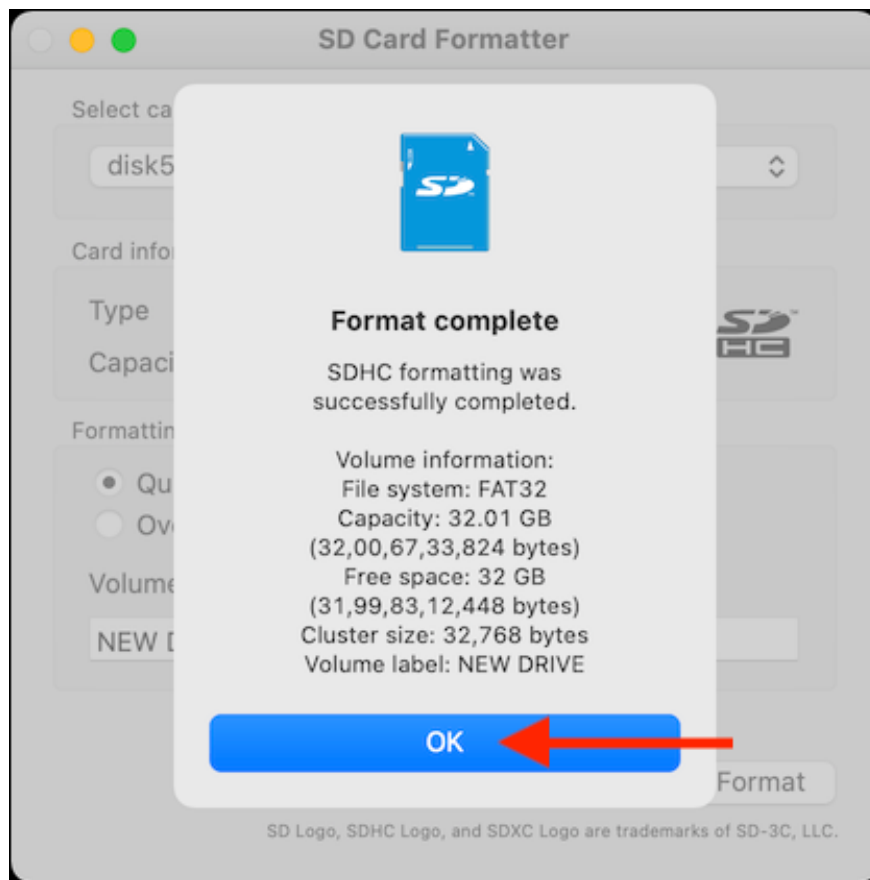 SD Card Formatter
Select ca
disk5
Card infor
Type
Capaci
SD
HC
Formattin
Qu
Ov
Volume
NEW
SD
Format complete
SDHC formatting was
successfully completed.
Volume information:
File system: FAT32
Capacity: 32.01 GB
(32,00,67,33,824 bytes)
Free space: 32 GB
(31,99,83,12,448 bytes)
Cluster size: 32,768 bytes
Volume label: NEW DRIVE
OK
Format
SD Logo, SDHC Logo, and SDXC Logo are trademarks of SD-3C, LLC.